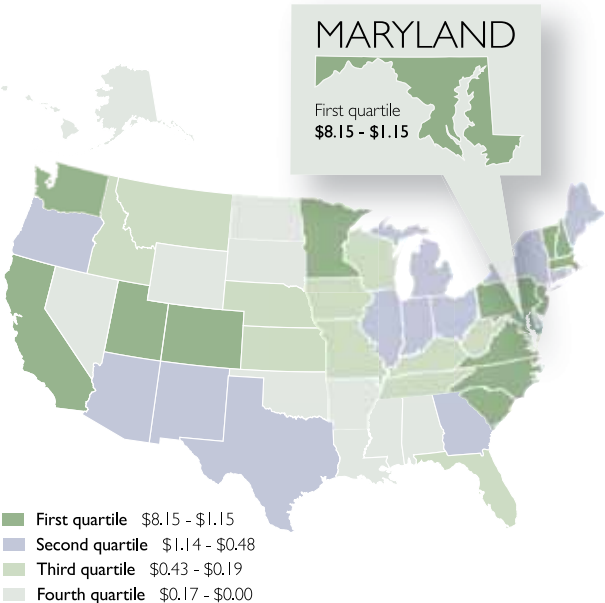 MARYLAND
First quartile
$8.15 - $1.15
First quartile $8.15 - $1.15
Second quartile $1.14 - $0.48
Third quartile $0.43 - $0.19
Fourth quartile $0.17 - $0.00